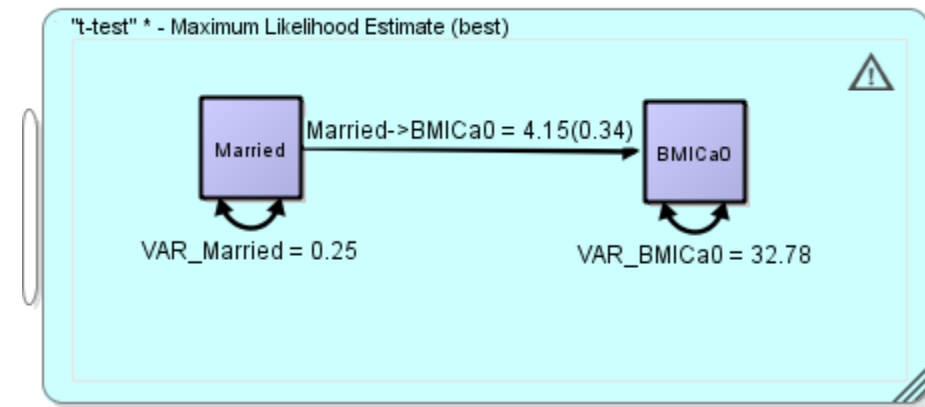 "t-test" * - Maximum Likelihood Estimate (best)
Married->BMICa0 = 4.15(0.34)
Married
BMICa0
VAR_Married = 0.25
VAR_BMICa0 = 32.78